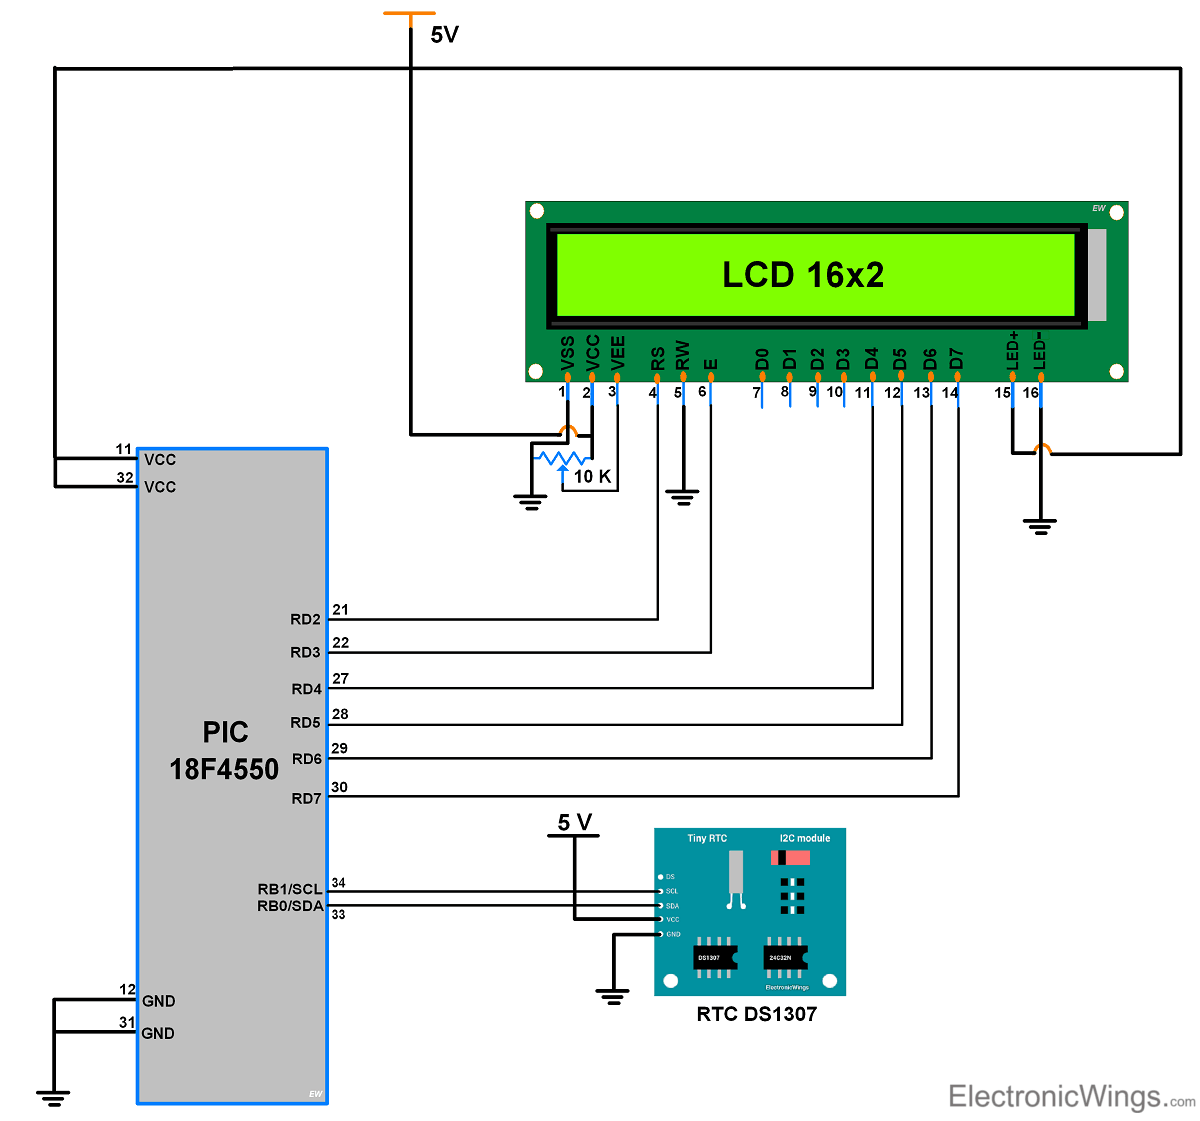 5V
EW
LCD 16x2
VSS VCC VEE RS RW E D0 D1 D2 D3 D4 D5 D6 D7 LED+ LED-
1 2 3 4 5 6 7 8 9 10 11 12 13 14 15 16
10 K
11 VCC
32 VCC
RD2 21
RD3 22
RD4 27
RD5 28
RD6 29
RD7 30
PIC
18F4550
RB1/SCL 34
RB0/SDA 33
12 GND
31 GND
EW
5 V
Tiny RTC I2C module
DS
SCL
SDA
VCC
GND
DS1307 24C32N
ElectronicWings
RTC DS1307
ElectronicWings.com